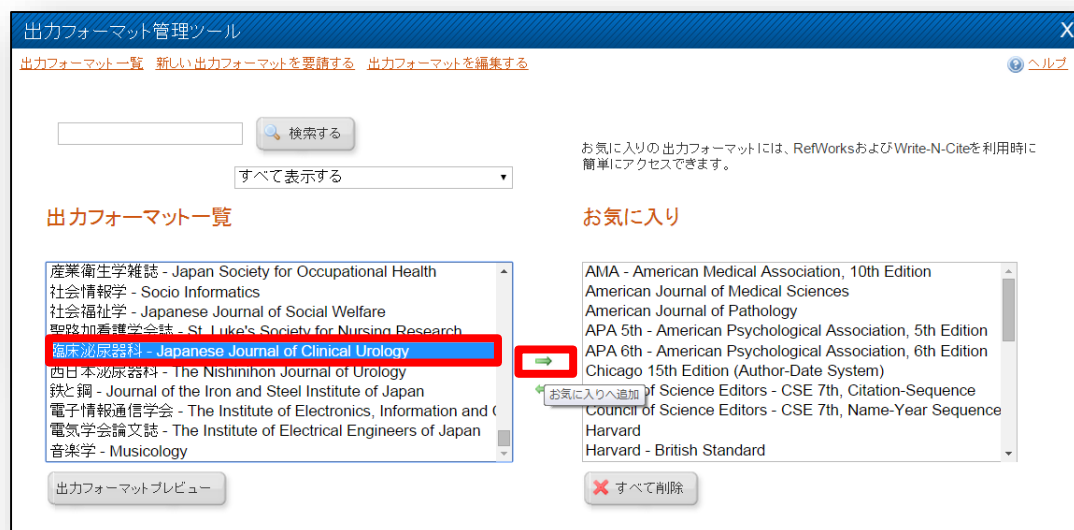 出力フォーマット管理ツール X
出力フォーマット一覧 新しい出力フォーマットを要請する 出力フォーマットを編集する ヘルプ
検索する
すべて表示する
お気に入りの出力フォーマットには、RefWorksおよびWrite-N-Citeを利用時に
簡単にアクセスできます。
出力フォーマット一覧
産業衛生学雑誌 - Japan Society for Occupational Health
社会情報学 - Socio Informatics
社会福祉学 - Japanese Journal of Social Welfare
聖路加看護学会誌 - St. Luke's Society for Nursing Research
臨床泌尿器科 - Japanese Journal of Clinical Urology
西日本泌尿器科 - The Nishinihon Journal of Urology
鉄と鋼 - Journal of the Iron and Steel Institute of Japan
電子情報通信学会 - The Institute of Electronics, Information and
電気学会論文誌 - The Institute of Electrical Engineers of Japan
音楽学 - Musicology
出力フォーマットプレビュー
お気に入りへ追加
お気に入り
AMA - American Medical Association, 10th Edition
American Journal of Medical Sciences
American Journal of Pathology
APA 5th - American Psychological Association, 5th Edition
APA 6th - American Psychological Association, 6th Edition
Chicago 15th Edition (Author-Date System)
of Science Editors - CSE 7th, Citation-Sequence
Council of Science Editors - CSE 7th, Name-Year Sequence
Harvard
Harvard - British Standard
すべて削除